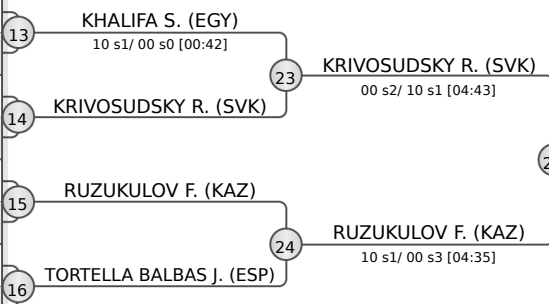 KHALIFA S. (EGY)
13
10 s1/ 00 s0 [00:42]
23
KRIVOSUDSKY R. (SVK)
00 s2/ 10 s1 [04:43]
KRIVOSUDSKY R. (SVK)
14
RUZUKULOV F. (KAZ)
15
24
RUZUKULOV F. (KAZ)
10 s1/ 00 s3 [04:35]
TORTELLA BALBAS J. (ESP)
16